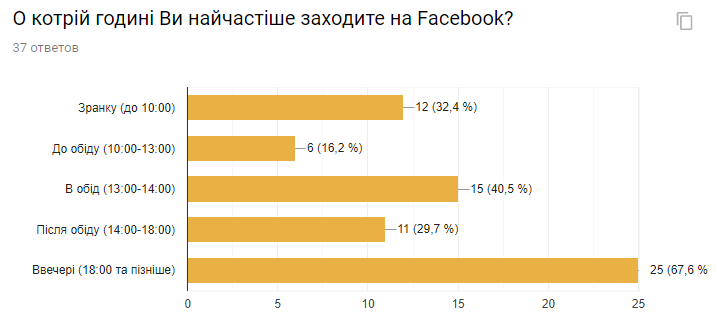 О котрій годині Ви найчастіше заходите на Facebook?
37 ответов
Зранку (до 10:00)
12 (32,4 %)
До обіду (10:00-13:00)
6 (16,2 %)
В обід (13:00-14:00)
15 (40,5 %)
Після обіду (14:00-18:00)
11 (29,7 %)
Ввечері (18:00 та пізніше)
25 (67,6 %
0 5 10 15 20 25